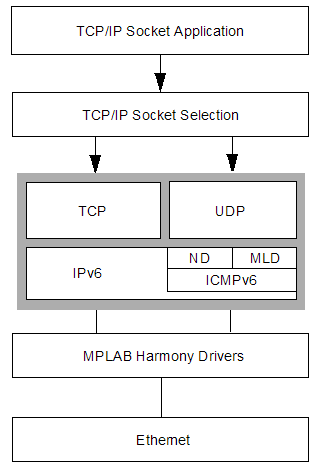 TCP/IP Socket Application
TCP/IP Socket Selection
TCP
UDP
IPv6
ND
MLD
ICMPv6
MPLAB Harmony Drivers
Ethernet